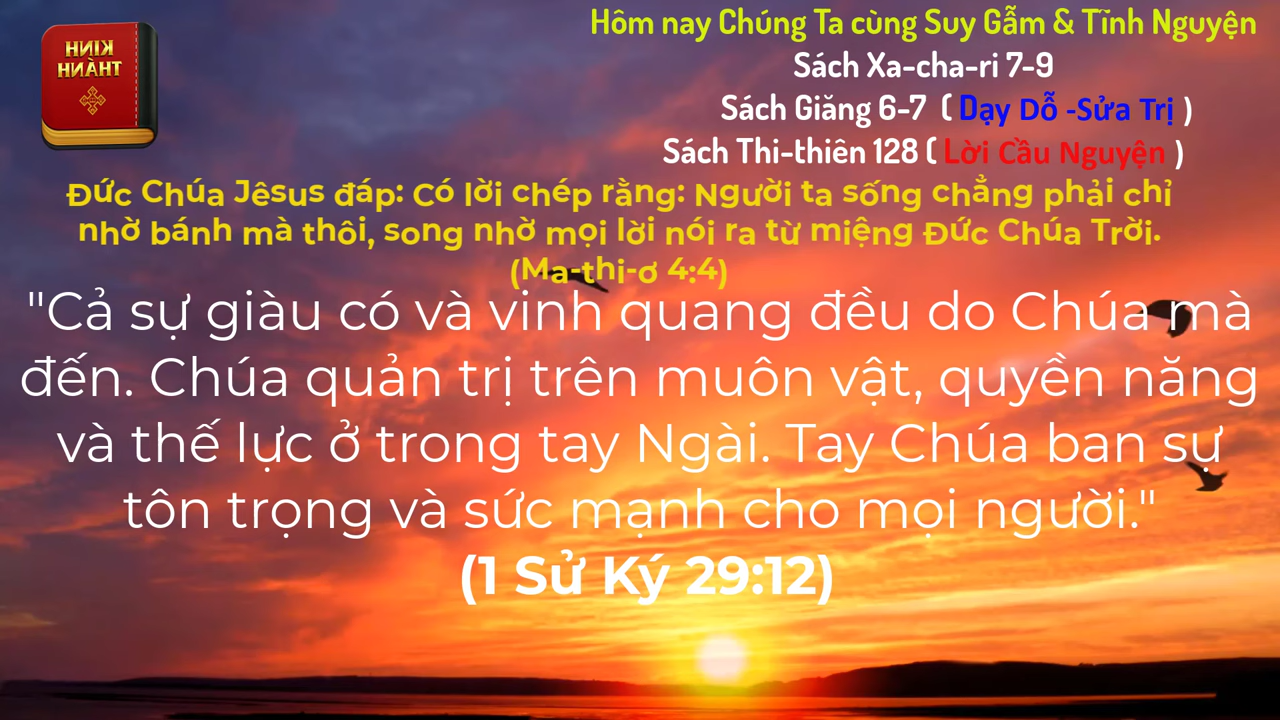 KINH
THÁNH
Hôm nay Chúng Ta cùng Suy Gẫm & Tĩnh Nguyện
Sách Xa-cha-ri 7-9
Sách Giăng 6-7 ( Dạy Dỗ -Sửa Trị )
Sách Thi-thiên 128 ( Lời Cầu Nguyện )
Đức Chúa Jêsus đáp: Có lời chép rằng: Người ta sống chẳng phải chỉ
nhờ bánh mà thôi, song nhờ mọi lời nói ra từ miệng Đức Chúa Trời.
(Ma-thi-ơ 4:4)
"Cả sự giàu có và vinh quang đều do Chúa mà
đến. Chúa quản trị trên muôn vật, quyền năng
và thế lực ở trong tay Ngài. Tay Chúa ban sự
tôn trọng và sức mạnh cho mọi người."
(1 Sử Ký 29:12)